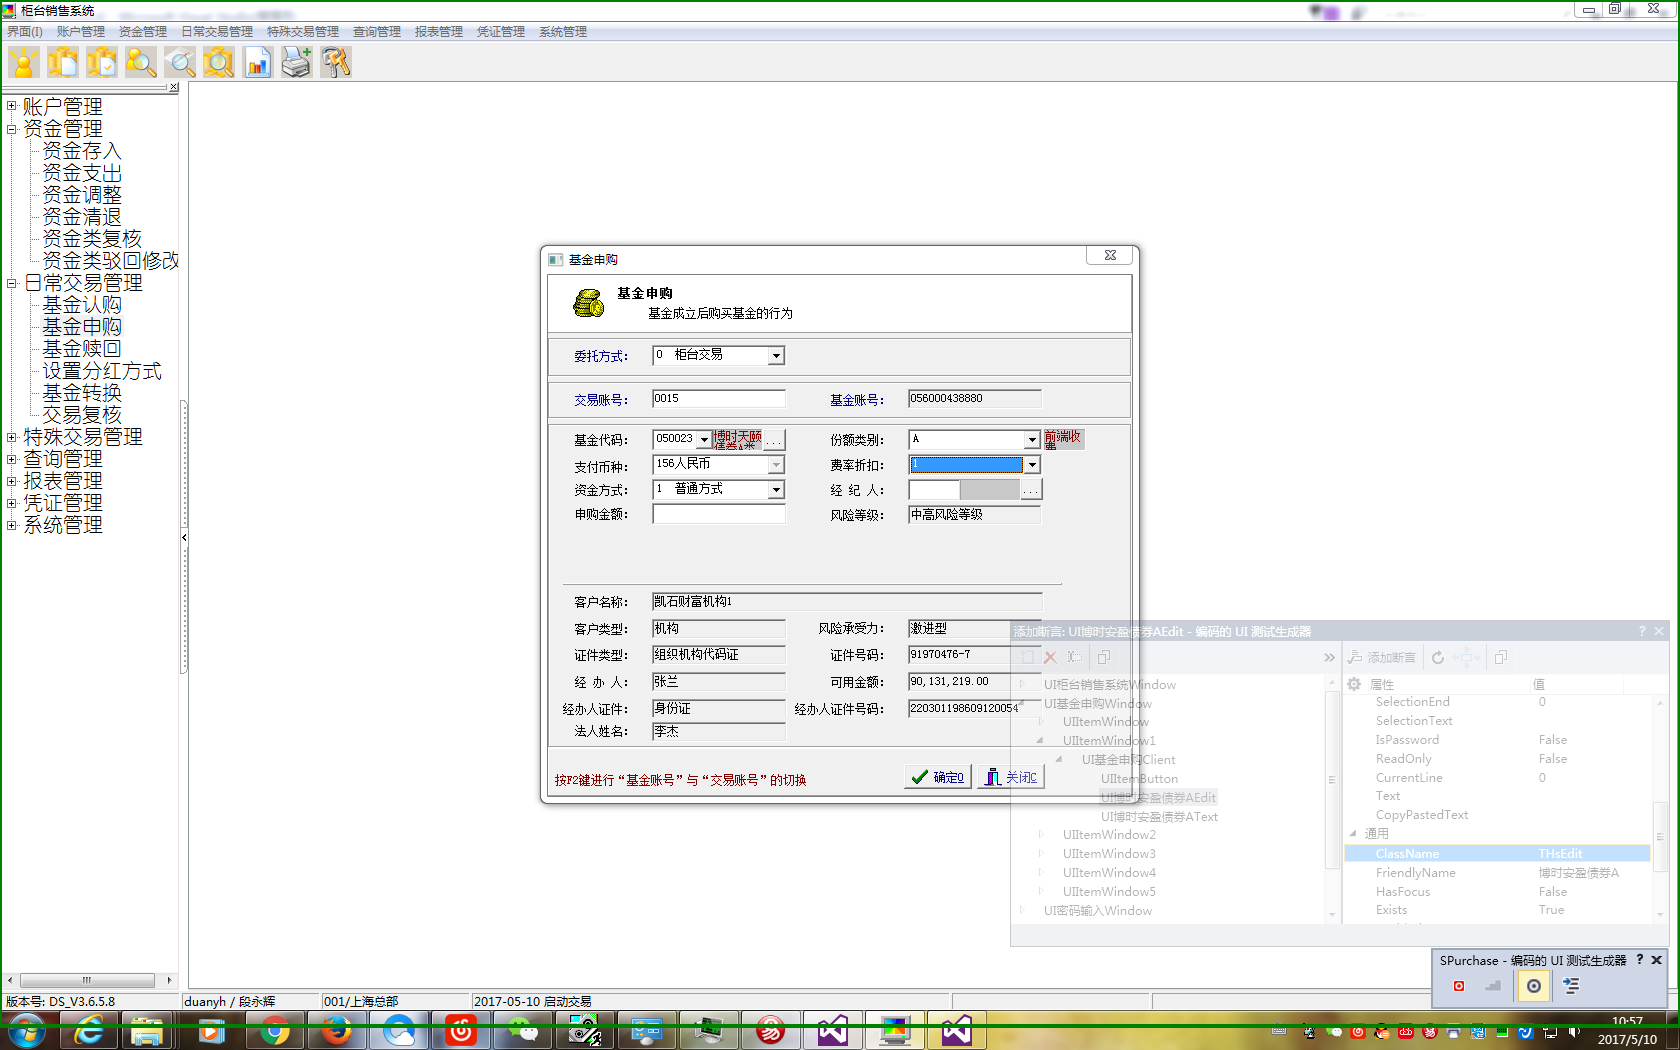 柜台销售系统
界面(I) 账户管理 资金管理 日常交易管理 特殊交易管理 查询管理 报表管理 凭证管理 系统管理
账户管理
资金管理
资金存入
资金支出
资金调整
资金清退
资金类复核
资金类驳回修改
日常交易管理
基金认购
基金申购
基金赎回
设置分红方式
基金转换
交易复核
特殊交易管理
查询管理
报表管理
凭证管理
系统管理
基金申购
基金申购
基金成立后购买基金的行为
委托方式: 0 柜台交易
交易账号: 0015 基金账号: 056000438880
基金代码: 050023 博时天颐 ... 份额类别: A 前端收费
支付币种: 156人民币 费率折扣: 1
资金方式: 1 普通方式 经 纪 人: ...
申购金额: 风险等级: 中高风险等级
客户名称: 凯石财富机构1
客户类型: 机构 风险承受力: 激进型
证件类型: 组织机构代码证 证件号码: 91970476-7
经 办 人: 张兰 可用金额: 90,131,219.00
经办人证件: 身份证 经办人证件号码: 220301198609120054
法人姓名: 李杰
按F2键进行“基金账号”与“交易账号”的切换 确定O 关闭C
添加断言: UI博时安盈债券AEdit - 编码的 UI 测试生成器 ?
添加断言
UI柜台销售系统Window
UI基金申购Window
UIItemWindow
UIItemWindow1
UI基金申购Client
UIItemButton
UI博时安盈债券AEdit
UI博时安盈债券AText
UIItemWindow2
UIItemWindow3
UIItemWindow4
UIItemWindow5
UI密码输入Window
属性 值
SelectionEnd 0
SelectionText
IsPassword False
ReadOnly False
CurrentLine 0
Text
CopyPastedText
通用
ClassName THsEdit
FriendlyName 博时安盈债券A
HasFocus False
Exists True
SPurchase - 编码的 UI 测试生成器 ?
版本号: DS_V3.6.5.8 duanyh / 段永辉 001/上海总部 2017-05-10 启动交易
10:57
2017/5/10